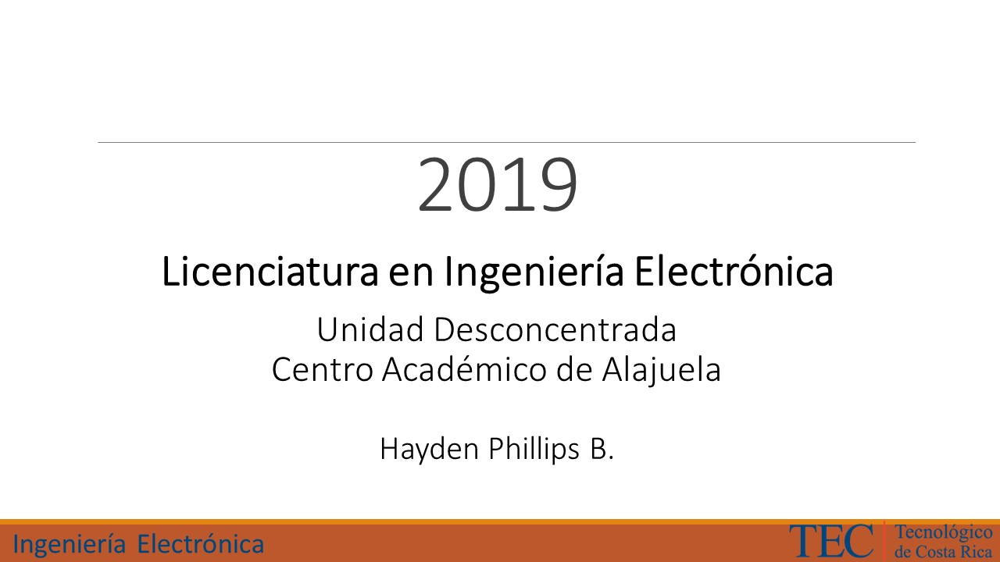 2019
Licenciatura en Ingeniería Electrónica
Unidad Desconcentrada
Centro Académico de Alajuela
Hayden Phillips B.
Ingeniería Electrónica
TEC
Tecnológico
de Costa Rica